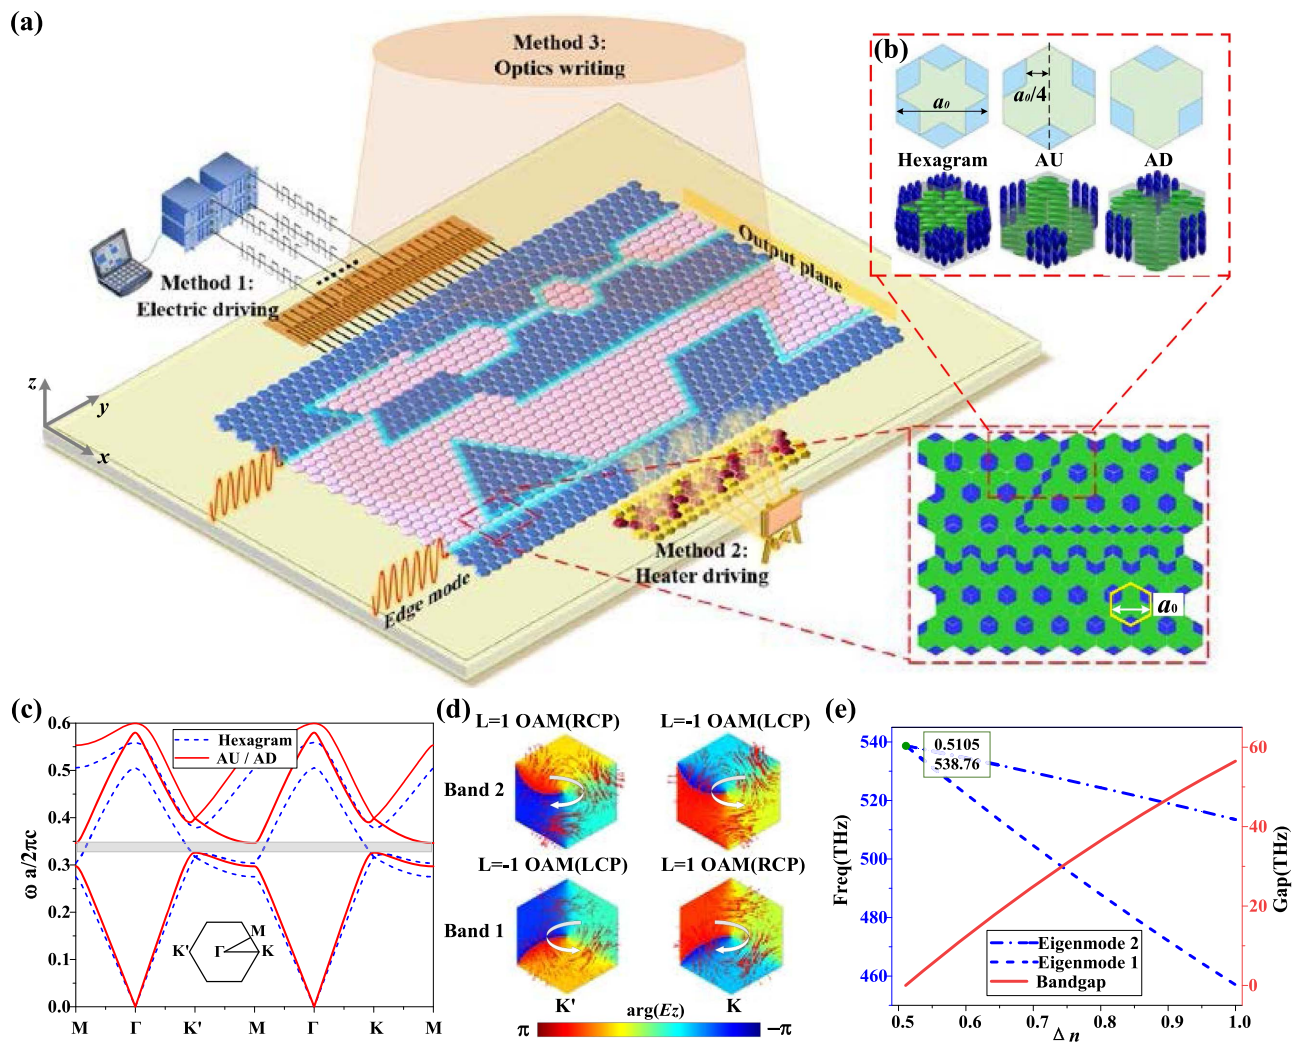 (a)
Method 3:
Optics writing
Method 1:
Electric driving
Output plane
z
y
x
Edge mode
Method 2:
Heater driving
(b)
a₀
a₀/4
Hexagram
AU
AD
a₀
(c)
0.6
0.5
0.4
0.3
0.2
0.1
0.0
ω a/2πc
Hexagram
AU / AD
K'
Γ
M
K
M
Γ
K'
M
Γ
K
M
(d)
L=1 OAM(RCP)
L=-1 OAM(LCP)
Band 2
L=-1 OAM(LCP)
L=1 OAM(RCP)
Band 1
K'
K
arg(Ez)
π
−π
(e)
540
520
500
480
460
Freq(THz)
0.5105
538.76
Eigenmode 2
Eigenmode 1
Bandgap
60
40
20
0
Gap(THz)
0.5
0.6
0.7
0.8
0.9
1.0
Δ n